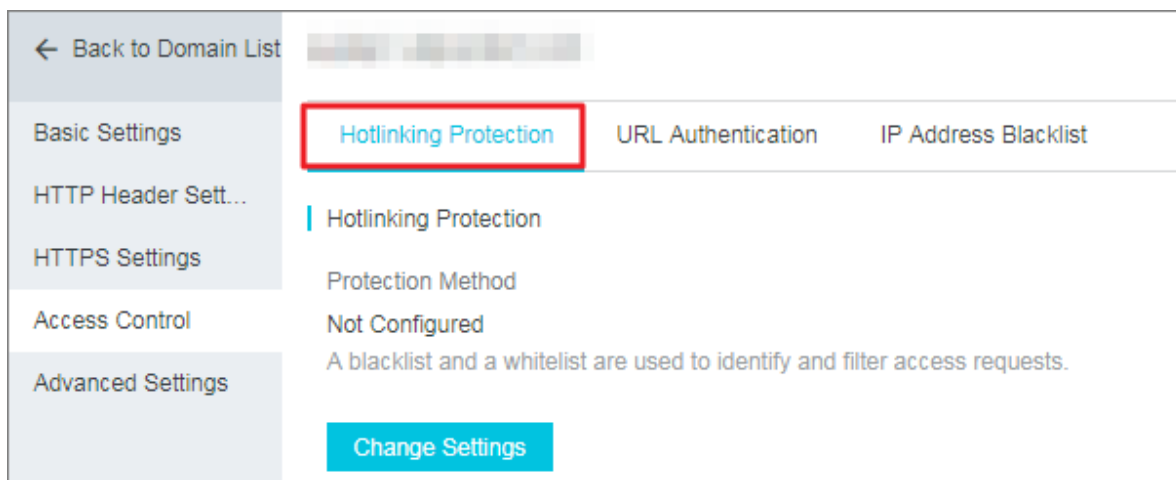 ← Back to Domain List
Basic Settings
HTTP Header Sett...
HTTPS Settings
Access Control
Advanced Settings
Hotlinking Protection
URL Authentication
IP Address Blacklist
Hotlinking Protection
Protection Method
Not Configured
A blacklist and a whitelist are used to identify and filter access requests.
Change Settings